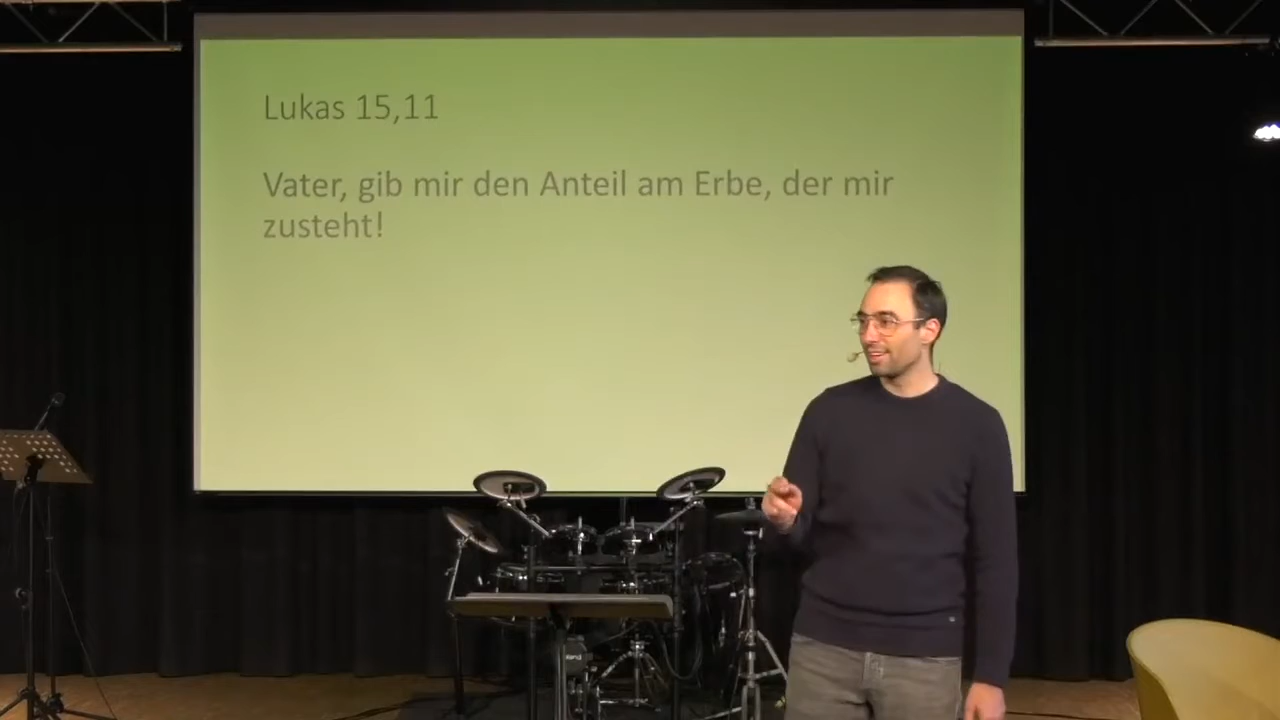 Lukas 15,11
Vater, gib mir den Anteil am Erbe, der mir
zusteht!